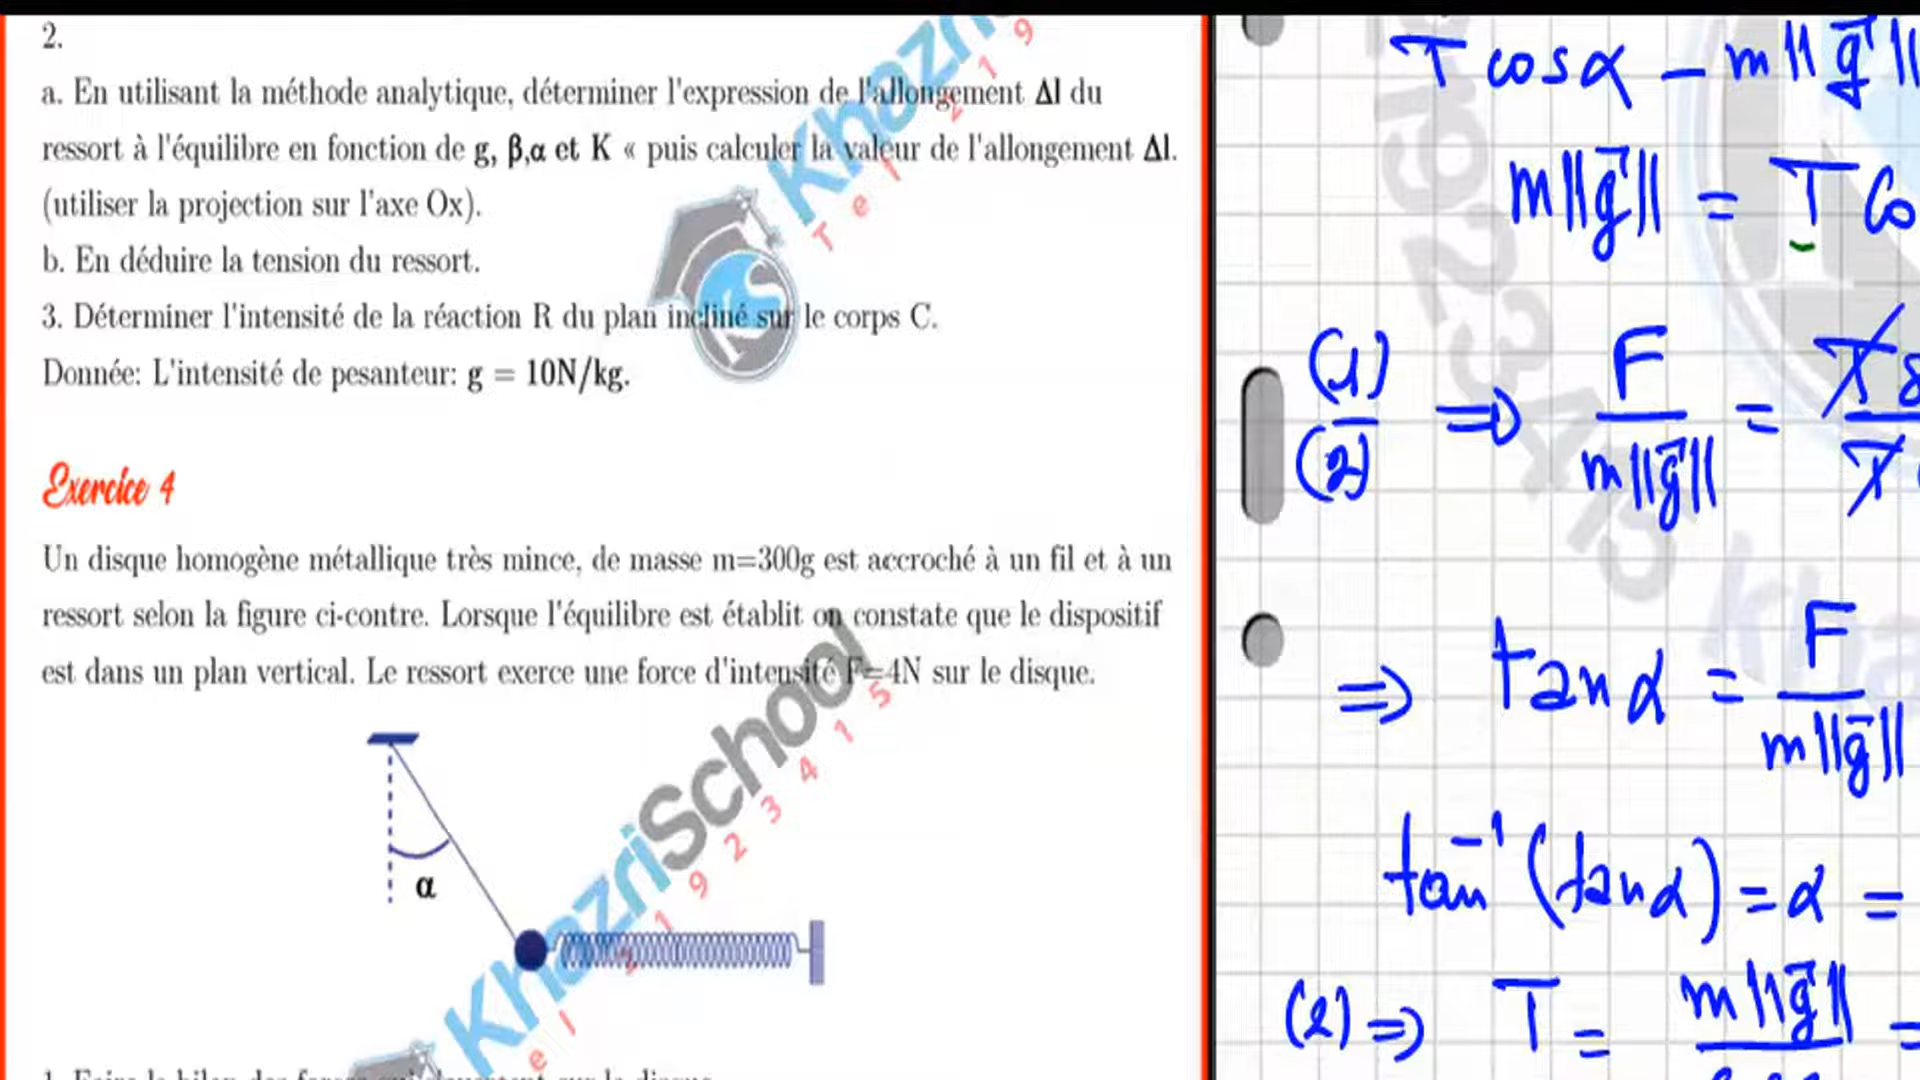 2.
a. En utilisant la méthode analytique, déterminer l'expression de l'allongement Δl du
ressort à l'équilibre en fonction de g, β,α et K « puis calculer la valeur de l'allongement Δl.
(utiliser la projection sur l'axe Ox).
b. En déduire la tension du ressort.
3. Déterminer l'intensité de la réaction R du plan incliné sur le corps C.
Donnée: L'intensité de pesanteur: g = 10N/kg.
Exercice 4
Un disque homogène métallique très mince, de masse m=300g est accroché à un fil et à un
ressort selon la figure ci-contre. Lorsque l'équilibre est établit on constate que le dispositif
est dans un plan vertical. Le ressort exerce une force d'intensité F=4N sur le disque.
α
KhazriSchool
KS
T cosα - m||g⃗||
m||g⃗|| = T co
(1)/(2) ⇒ F / m||g⃗|| = T
⇒ tanα = F / m||g⃗||
tan⁻¹(tanα) = α =
(2) ⇒ T = m||g⃗|| =